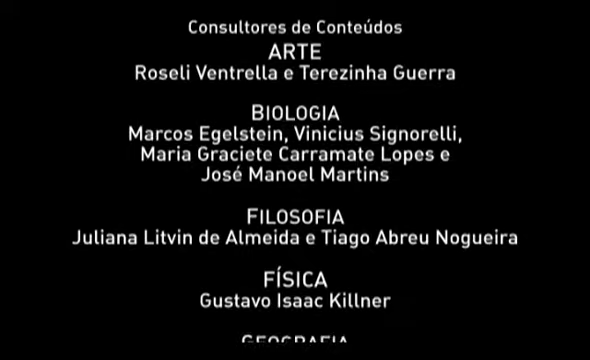 Consultores de Conteúdos
ARTE
Roseli Ventrella e Terezinha Guerra
BIOLOGIA
Marcos Egelstein, Vinicius Signorelli,
Maria Graciete Carramate Lopes e
José Manoel Martins
FILOSOFIA
Juliana Litvin de Almeida e Tiago Abreu Nogueira
FÍSICA
Gustavo Isaac Killner
GEOGRAFIA